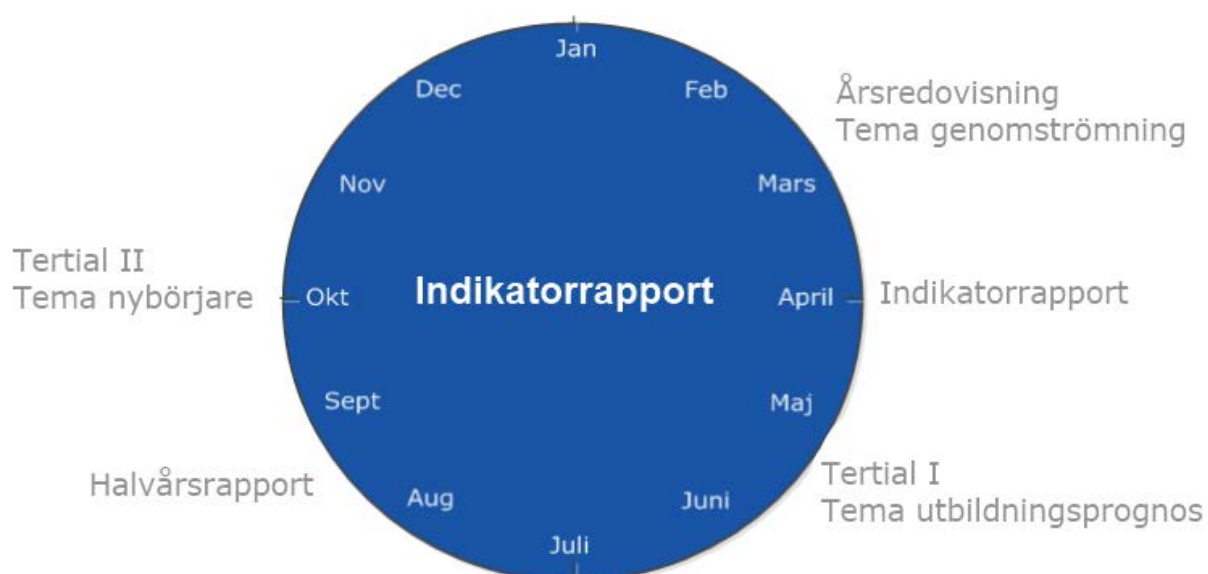 Jan
Dec
Feb
Årsredovisning
Tema genomströmning
Nov
Mars
Tertial II
Tema nybörjare
Okt
Indikatorrapport
April
Indikatorrapport
Sept
Maj
Halvårsrapport
Aug
Juni
Tertial I
Tema utbildningsprognos
Juli